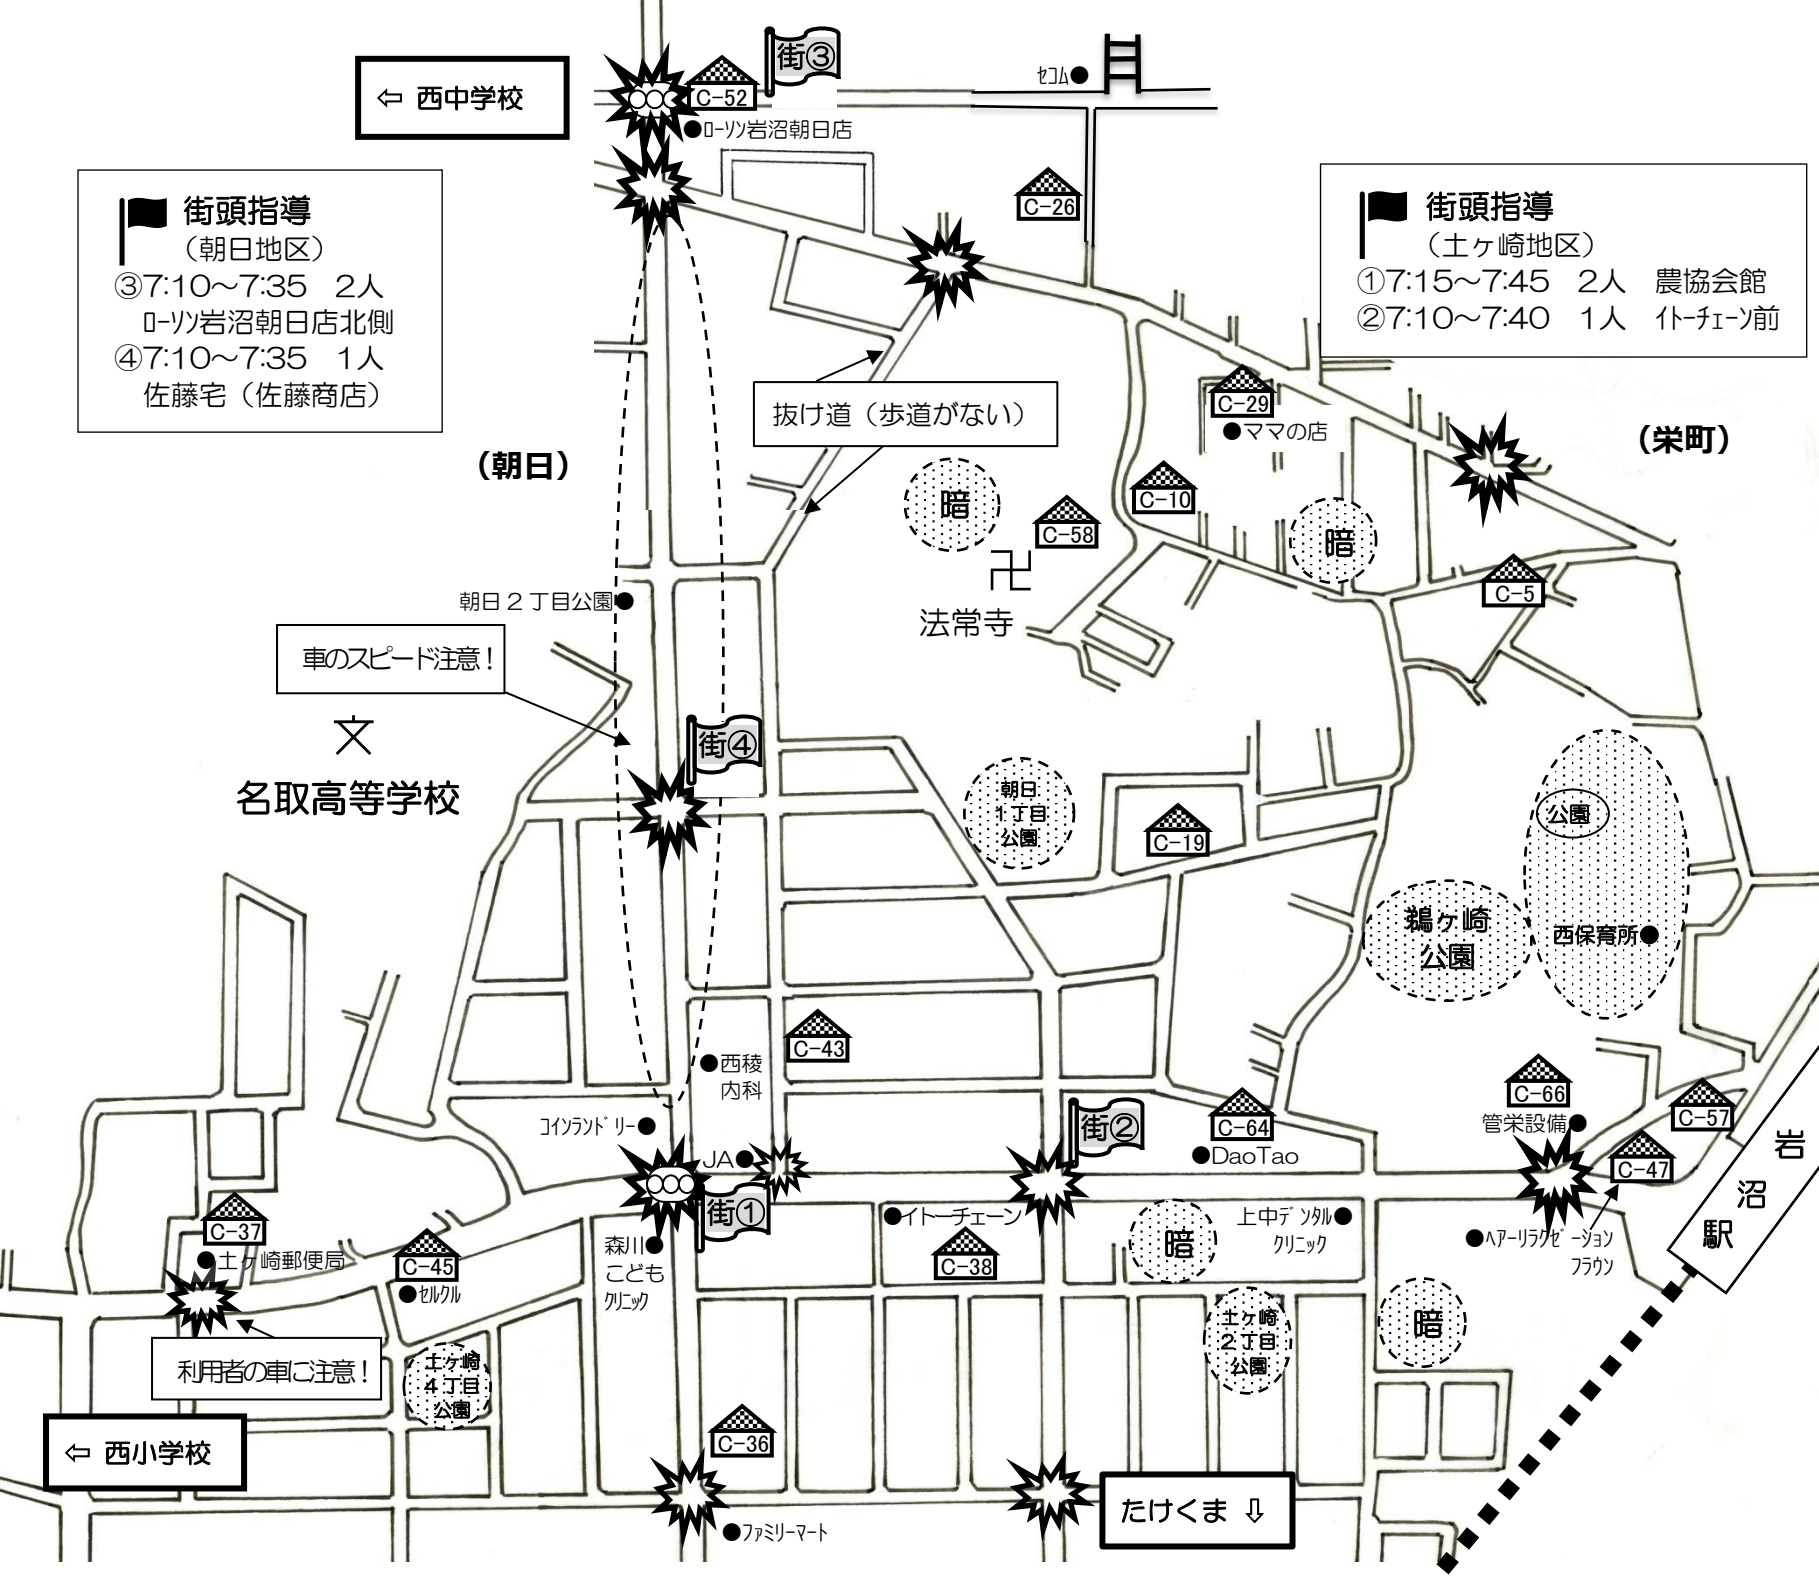 街③
セコム
⇦ 西中学校
C-52
ローソン岩沼朝日店
街頭指導
（朝日地区）
③7:10～7:35　2人
ローソン岩沼朝日店北側
④7:10～7:35　1人
佐藤宅（佐藤商店）
C-26
街頭指導
（土ヶ崎地区）
①7:15～7:45　2人　農協会館
②7:10～7:40　1人　イトーチェーン前
抜け道（歩道がない）
C-29
ママの店
（朝日）
（栄町）
暗
C-10
C-58
暗
卍
法常寺
C-5
朝日２丁目公園
車のスピード注意！
文
名取高等学校
街④
朝日
１丁目
公園
C-19
公園
鵜ヶ崎
公園
西保育所
C-43
西稜
内科
コインランドリー
街②
C-64
DaoTao
C-66
管栄設備
C-57
C-47
岩
沼
駅
JA
街①
C-37
土ヶ崎郵便局
C-45
セルクル
森川
こども
クリニック
イトーチェーン
C-38
暗
上中デンタル
クリニック
ヘアーリラクゼーション
フラウン
利用者の車に注意！
土ヶ崎
４丁目
公園
土ヶ崎
２丁目
公園
暗
⇦ 西小学校
C-36
ファミリーマート
たけくま ⇩